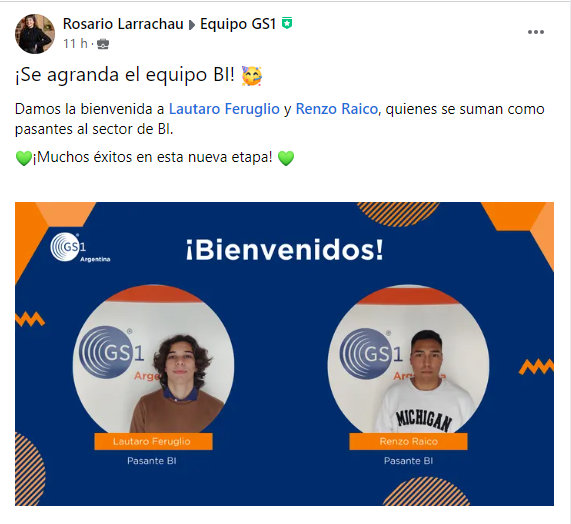 Rosario Larrachau ▸ Equipo GS1
11 h ·
¡Se agranda el equipo BI! 🥳
Damos la bienvenida a Lautaro Feruglio y Renzo Raico, quienes se suman como
pasantes al sector de BI.
💚¡Muchos éxitos en esta nueva etapa! 💚
GS1
Argentina
¡Bienvenidos!
GS1
GS1
MICHIGAN
Lautaro Feruglio
Renzo Raico
Pasante BI
Pasante BI